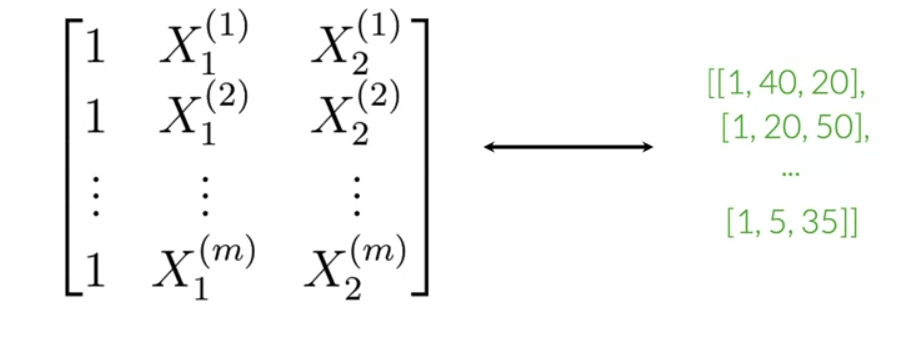 1 X_1^{(1)} X_2^{(1)}
1 X_1^{(2)} X_2^{(2)}
⋮ ⋮ ⋮
1 X_1^{(m)} X_2^{(m)}
[[1, 40, 20],
[1, 20, 50],
...
[1, 5, 35]]